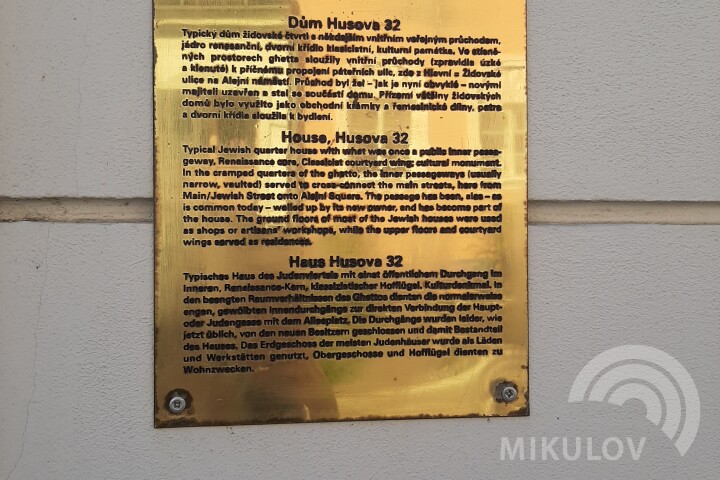 Dům Husova 32
Typický dům židovské čtvrti s někdejším vnitřním veřejným průchodem,
jádro renesanční, dvorní křídlo klasicistní, kulturní památka. Ve stísně-
ných prostorech ghetta sloužily vnitřní průchody (zpravidla úzké
a klenuté) k příčnému propojení páteřních ulic, zde z Hlavní = Židovské
ulice na Alejní náměstí. Průchod byl žel – jak je nyní obvyklé – novými
majiteli uzavřen a stal se součástí domu. Přízemí většiny židovských
domů bylo využito jako obchodní krámky a řemeslnické dílny, patra
a dvorní křídla sloužila k bydlení.
House, Husova 32
Typical Jewish quarter house with what was once a public inner passa-
geway, Renaissance core, Classicist courtyard wing; cultural monument.
In the cramped quarters of the ghetto, the inner passageways (usually
narrow, vaulted) served to cross-connect the main streets, here from
Main/Jewish Street onto Alejní Square. The passage has been, alas – as
is common today – walled up by its new owner, and has become part of
the house. The ground floors of most of the Jewish houses were used
as shops or artisans' workshops, while the upper floors and courtyard
wings served as residences.
Haus Husova 32
Typisches Haus des Judenviertels mit einst öffentlichem Durchgang im
Inneren, Renaissance-Kern, klassizistischer Hofflügel. Kulturdenkmal. In
den beengten Raumverhältnissen des Ghettos dienten die normalerweise
engen, gewölbten Innendurchgänge zur direkten Verbindung der Haupt-
oder Judengasse mit dem Alleeplatz. Die Durchgänge wurden leider, wie
jetzt üblich, von den neuen Besitzern geschlossen und damit Bestandteil
des Hauses. Das Erdgeschoss der meisten Judenhäuser wurde als Läden
und Werkstätten genutzt, Obergeschosse und Hofflügel dienten zu
Wohnzwecken.
MIKULOV